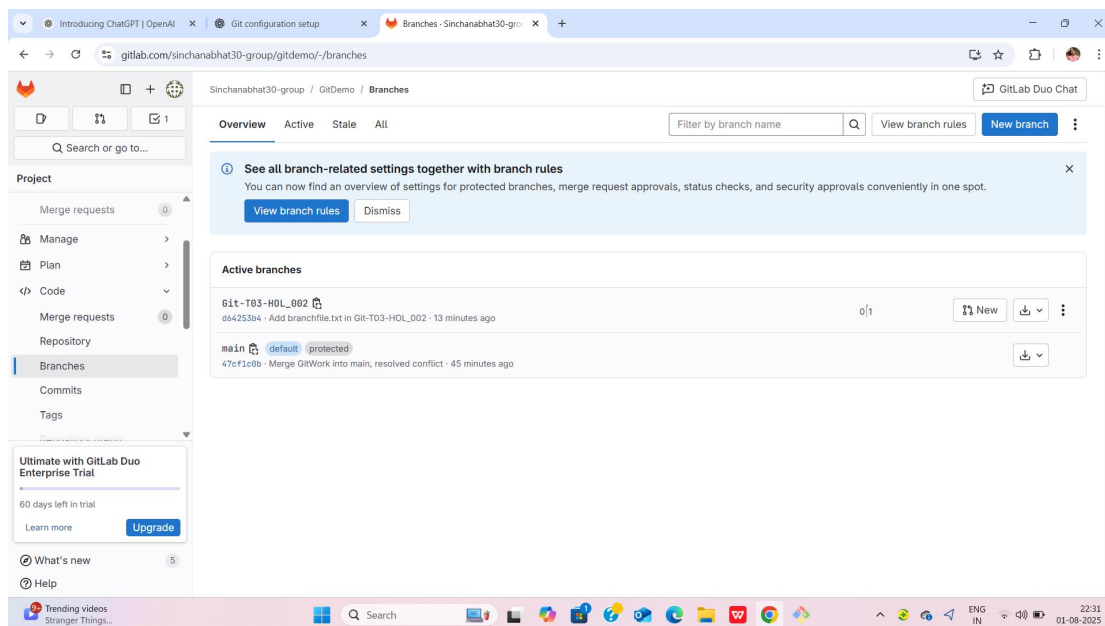 Introducing ChatGPT | OpenAI
Git configuration setup
Branches · Sinchanabhat30-gro
gitlab.com/sinchanabhat30-group/gitdemo/-/branches
Sinchanabhat30-group / GitDemo / Branches
GitLab Duo Chat
1
Search or go to...
Overview Active Stale All
Filter by branch name
View branch rules
New branch
Project
Merge requests 0
Manage
Plan
Code
Merge requests 0
Repository
Branches
Commits
Tags
See all branch-related settings together with branch rules
You can now find an overview of settings for protected branches, merge request approvals, status checks, and security approvals conveniently in one spot.
View branch rules Dismiss
Active branches
Git-T03-HOL_002
d64253b4 · Add branchfile.txt in Git-T03-HOL_002 · 13 minutes ago
0 1
New
main default protected
47cf1c0b · Merge GitWork into main, resolved conflict · 45 minutes ago
Ultimate with GitLab Duo
Enterprise Trial
60 days left in trial
Learn more Upgrade
What's new 5
Help
9+
Trending videos
Stranger Things...
Search
ENG
IN
22:31
01-08-2025